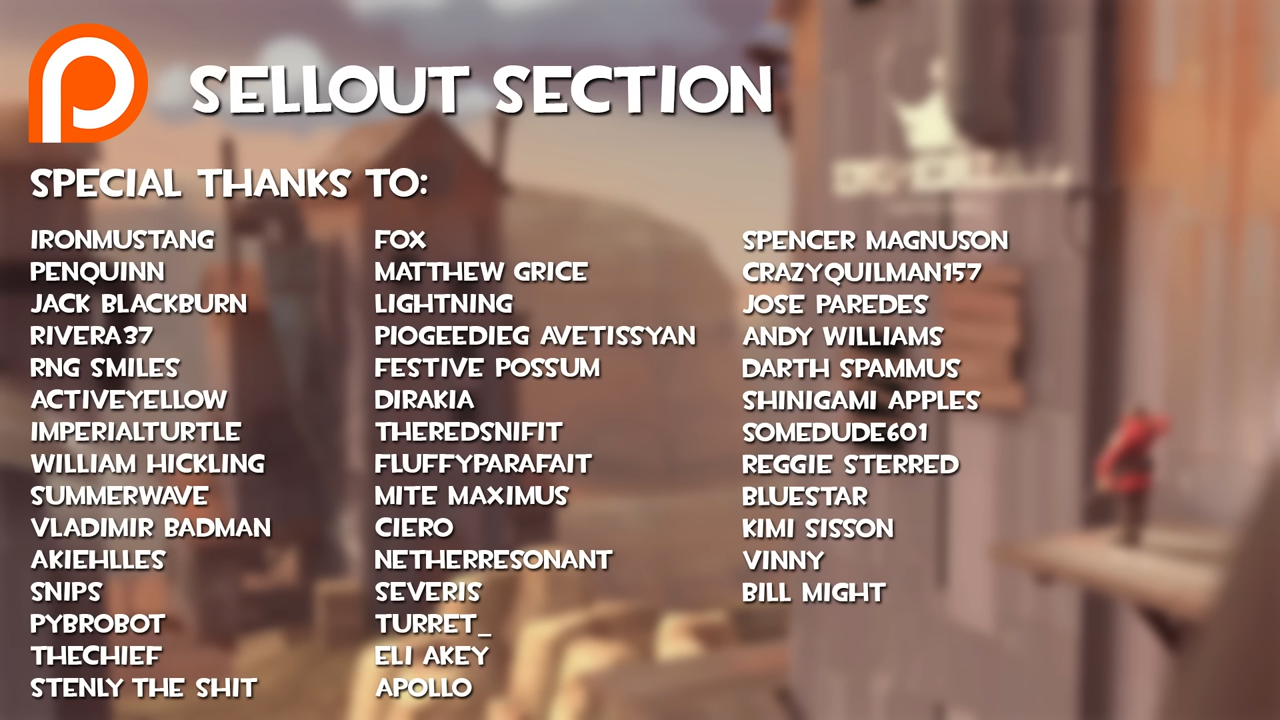 SELLOUT SECTION
SPECIAL THANKS TO:
IRONMUSTANG
PENQUINN
JACK BLACKBURN
RIVERA37
RNG SMILES
ACTIVEYELLOW
IMPERIALTURTLE
WILLIAM HICKLING
SUMMERWAVE
VLADIMIR BADMAN
AKIEHLLES
SNIPS
PYBROBOT
THECHIEF
STENLY THE SHIT
FOX
MATTHEW GRICE
LIGHTNING
PIOGEEDIEG AVETISSYAN
FESTIVE POSSUM
DIRAKIA
THEREDSNIFIT
FLUFFYPARAFAIT
MITE MAXIMUS
CIERO
NETHERRESONANT
SEVERIS
TURRET_
ELI AKEY
APOLLO
SPENCER MAGNUSON
CRAZYQUILMAN157
JOSE PAREDES
ANDY WILLIAMS
DARTH SPAMMUS
SHINIGAMI APPLES
SOMEDUDE601
REGGIE STERRED
BLUESTAR
KIMI SISSON
VINNY
BILL MIGHT